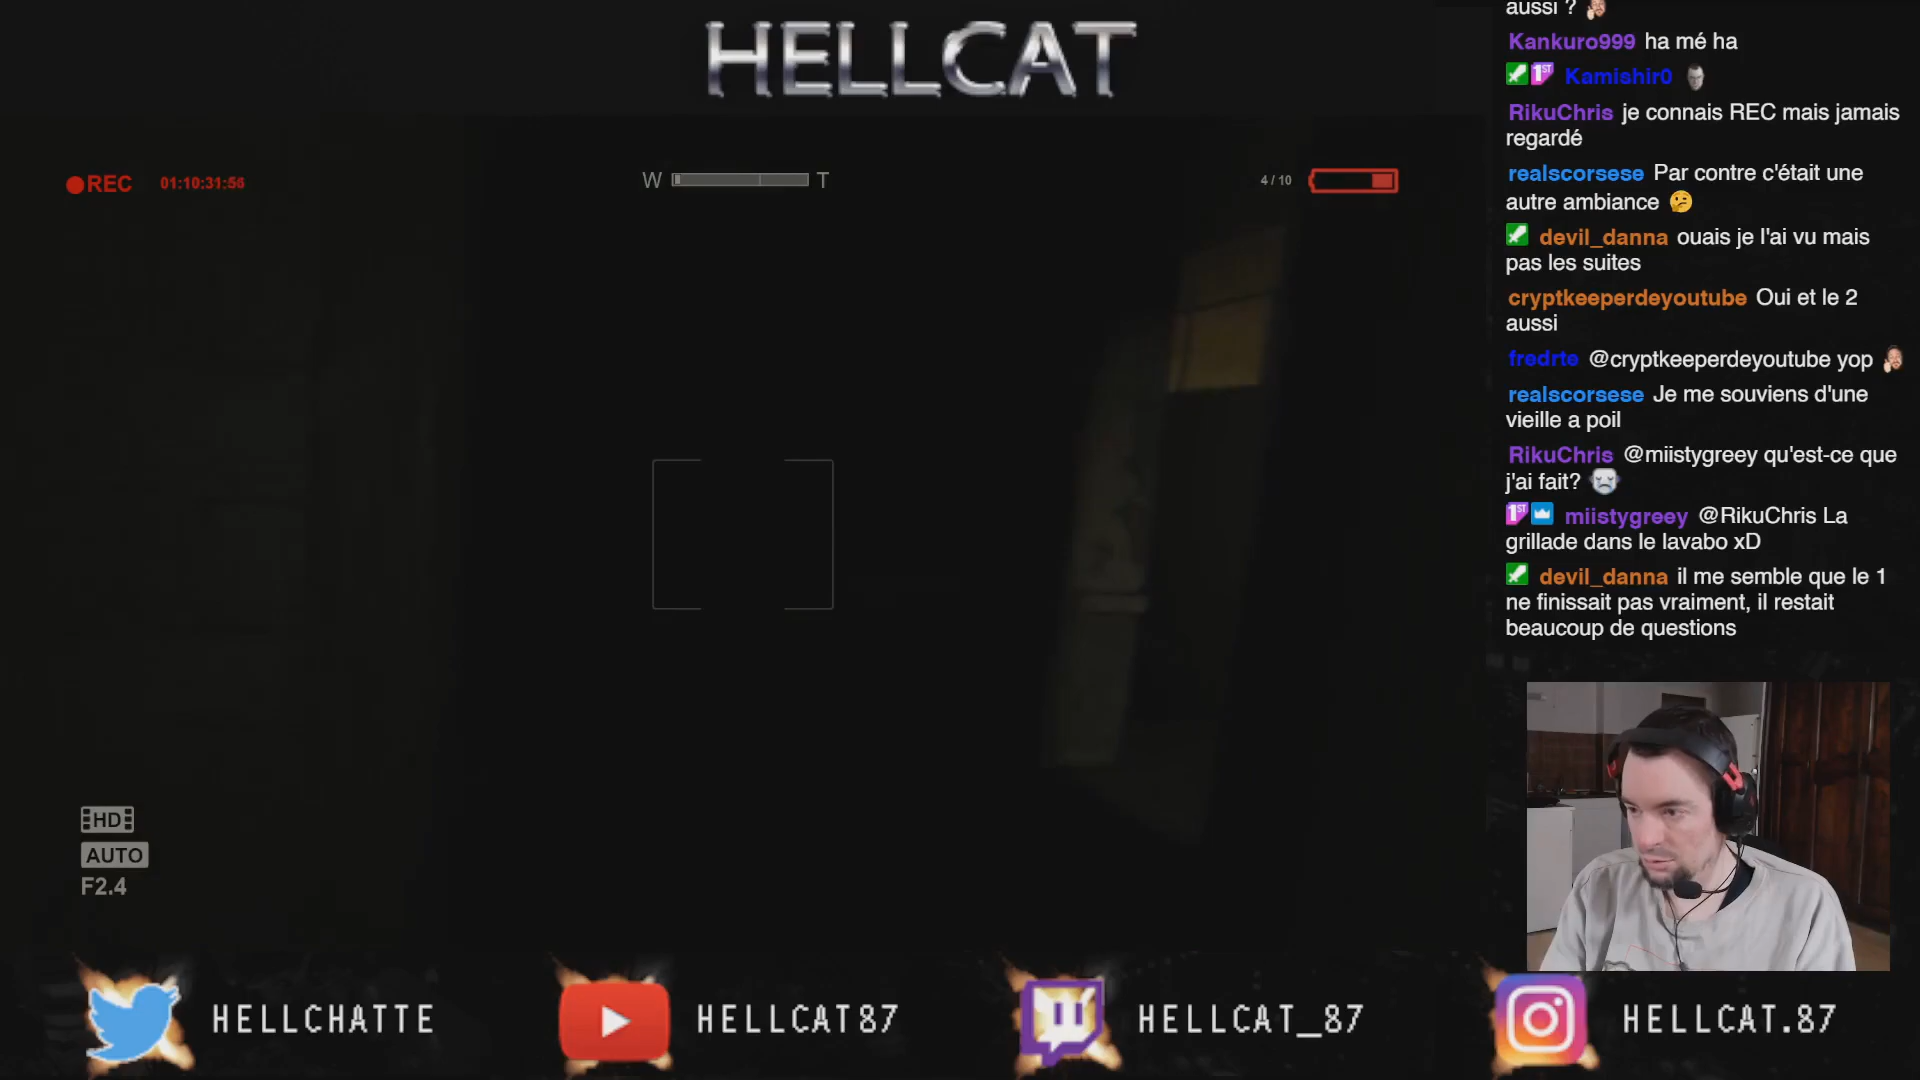 HELLCAT
REC 01:10:31:56
W T
4 / 10
HD
AUTO
F2.4
aussi ?
Kankuro999 ha mé ha
1ST Kamishir0
RikuChris je connais REC mais jamais
regardé
realscorsese Par contre c'était une
autre ambiance
devil_danna ouais je l'ai vu mais
pas les suites
cryptkeeperdeyoutube Oui et le 2
aussi
fredrte @cryptkeeperdeyoutube yop
realscorsese Je me souviens d'une
vieille a poil
RikuChris @miistygreey qu'est-ce que
j'ai fait?
1ST miistygreey @RikuChris La
grillade dans le lavabo xD
devil_danna il me semble que le 1
ne finissait pas vraiment, il restait
beaucoup de questions
HELLCHATTE
HELLCAT87
HELLCAT_87
HELLCAT.87